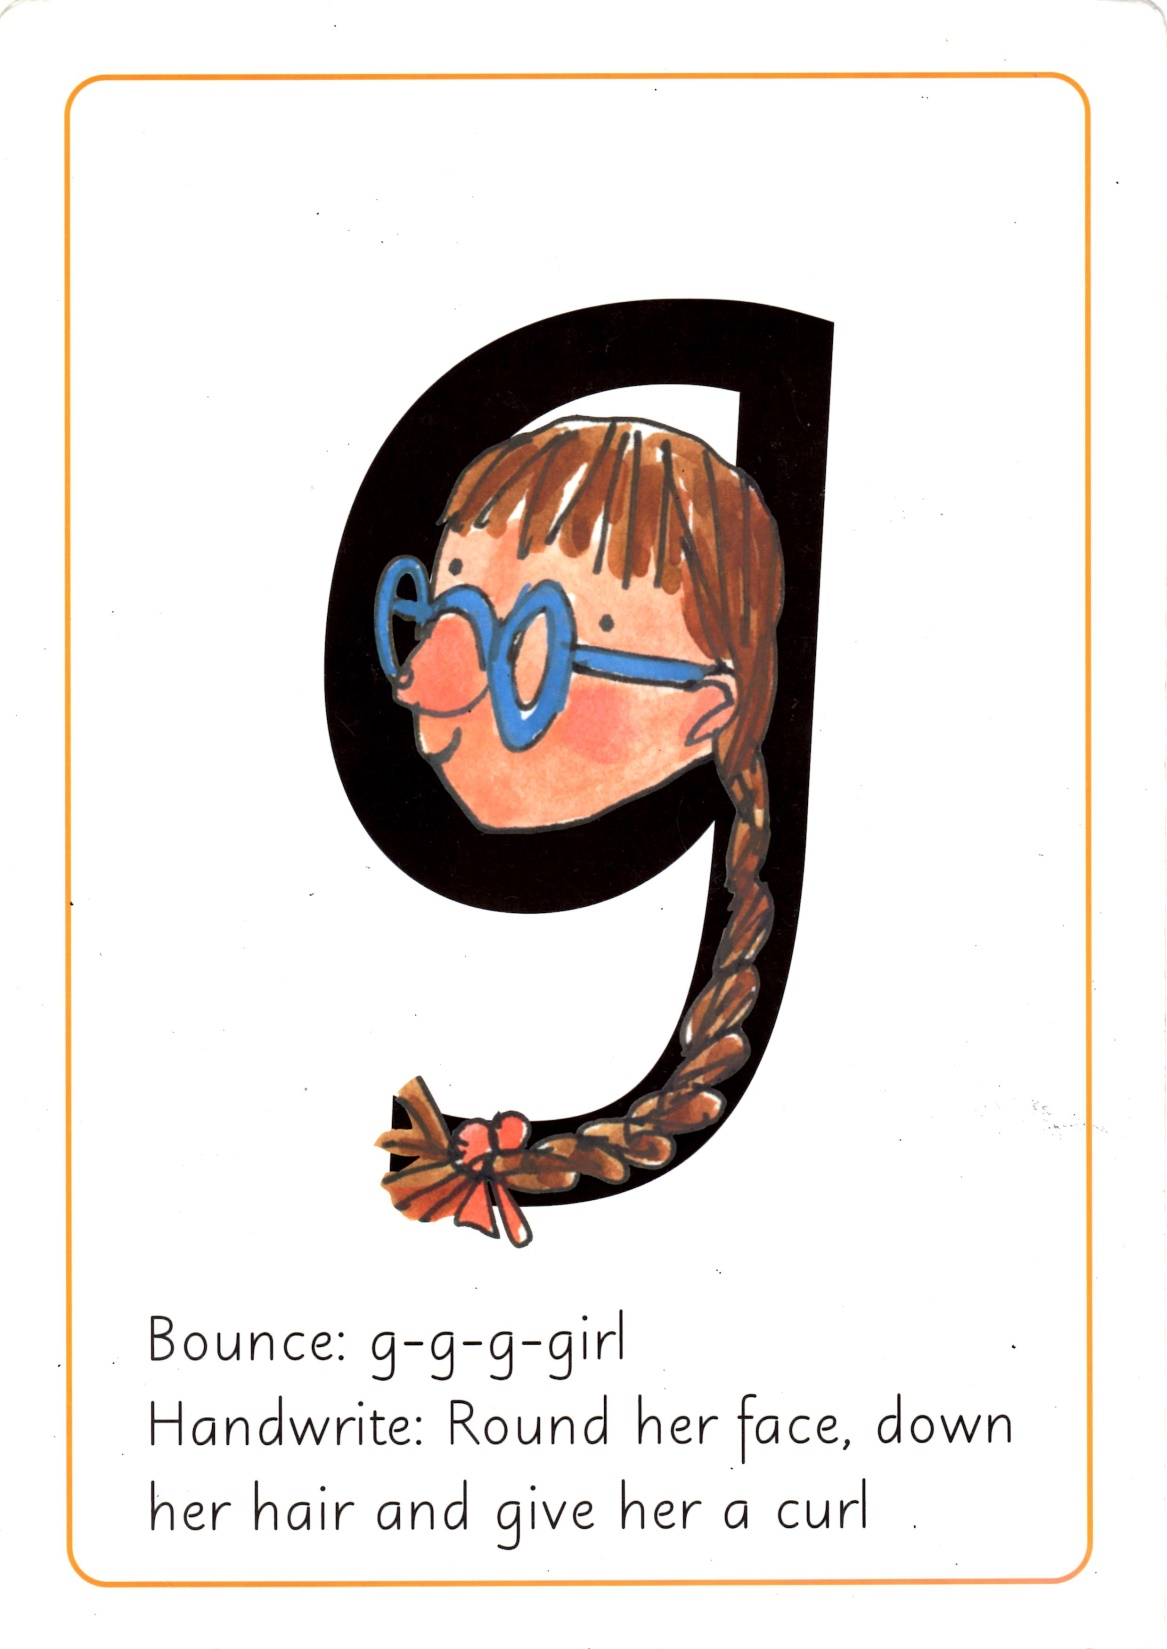 g
Bounce: g-g-g-girl
Handwrite: Round her face, down
her hair and give her a curl